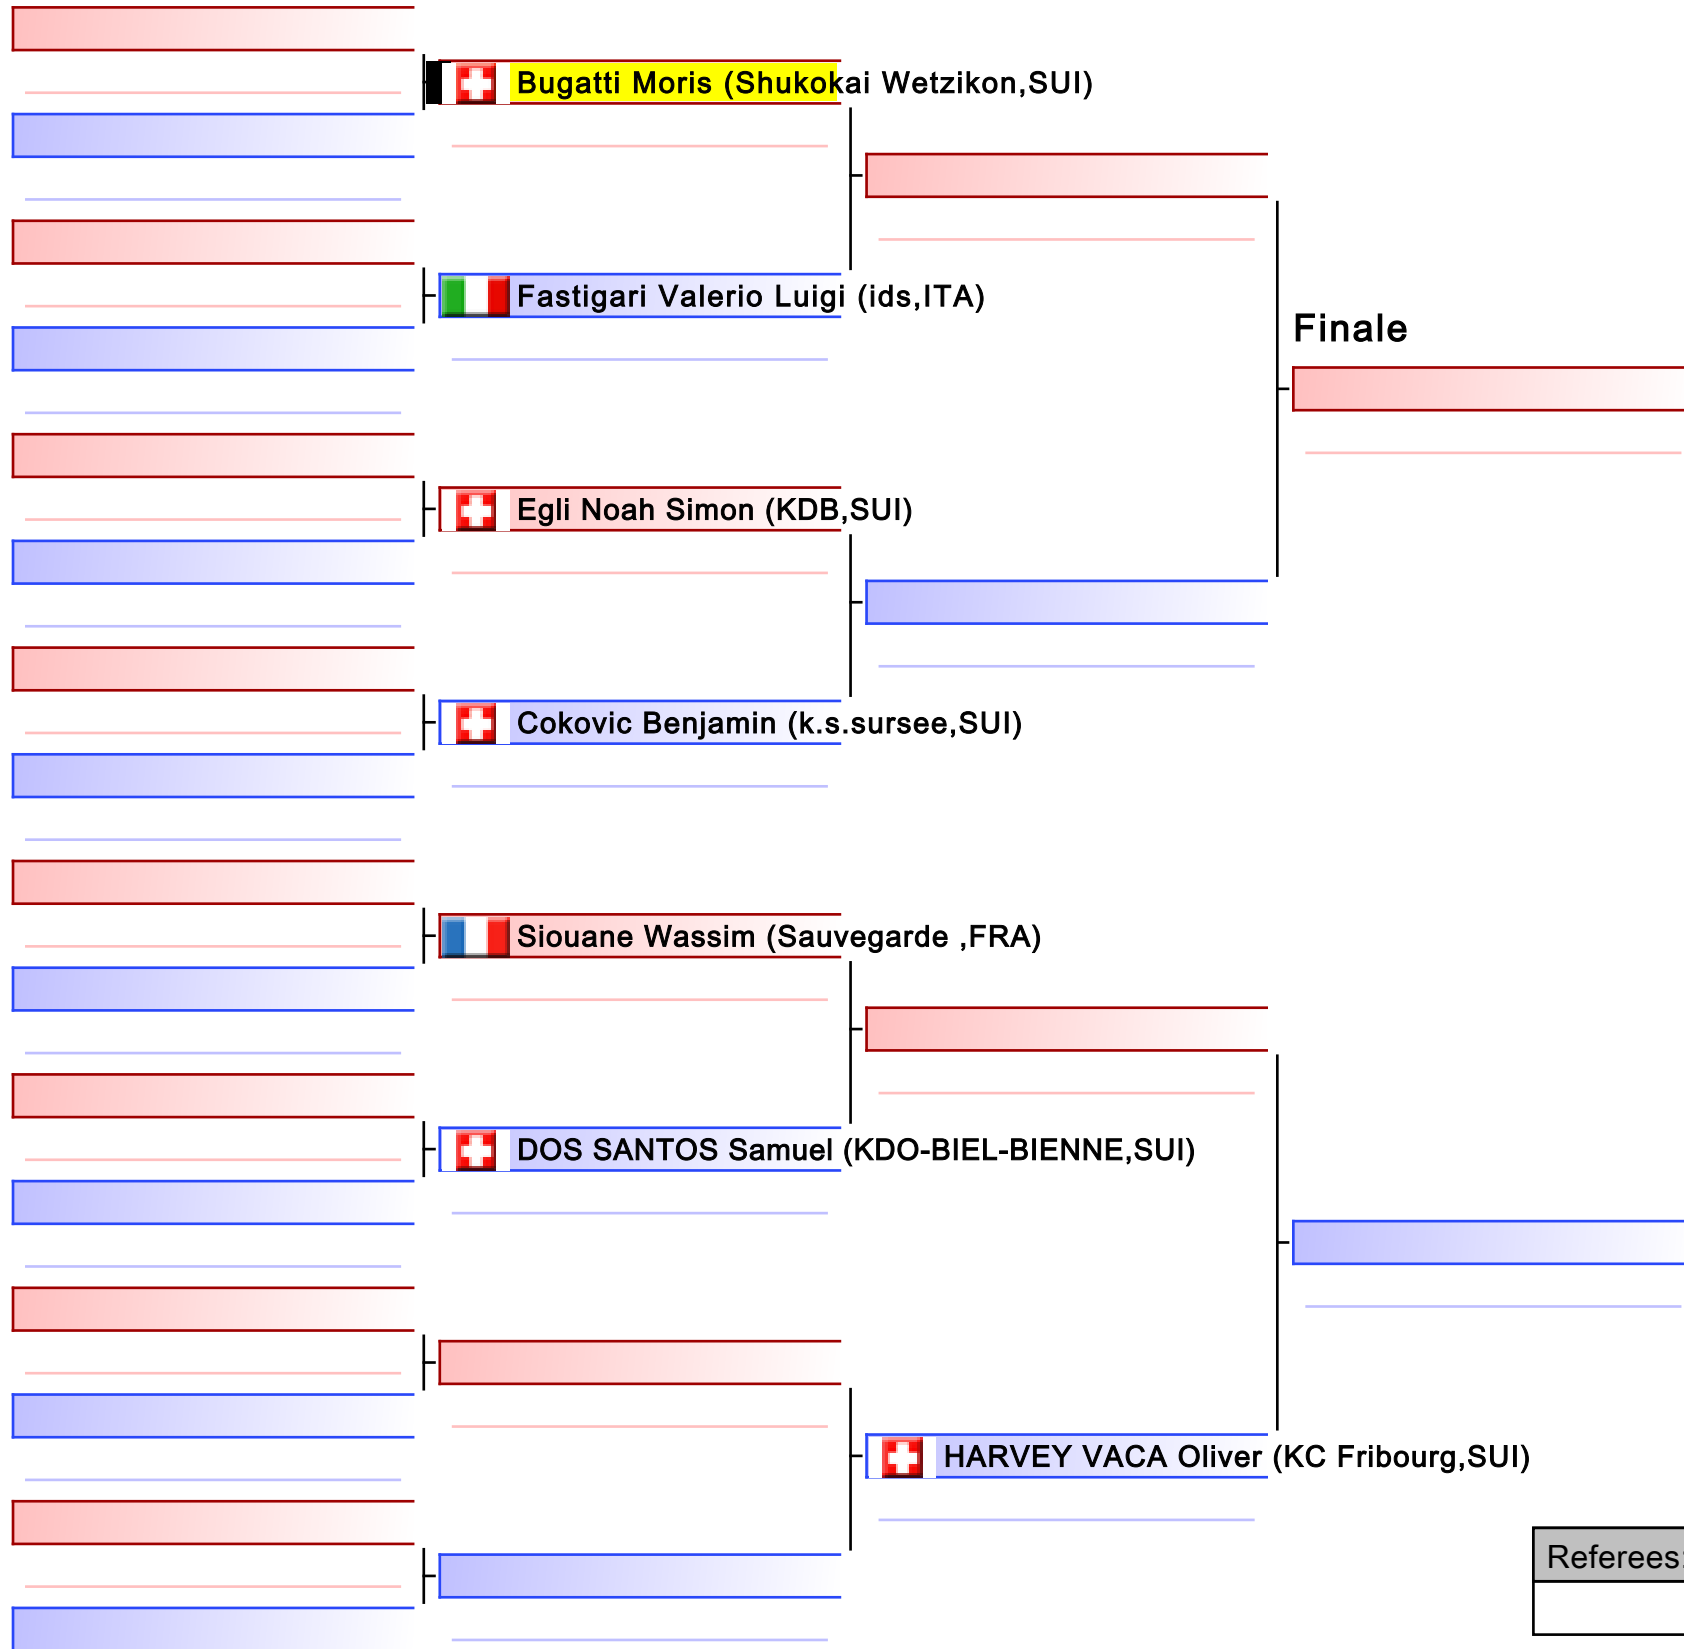 Bugatti Moris (Shukokai Wetzikon,SUI)
Fastigari Valerio Luigi (ids,ITA)
Finale
Egli Noah Simon (KDB,SUI)
Cokovic Benjamin (k.s.sursee,SUI)
Siouane Wassim (Sauvegarde ,FRA)
DOS SANTOS Samuel (KDO-BIEL-BIENNE,SUI)
HARVEY VACA Oliver (KC Fribourg,SUI)
Referees: